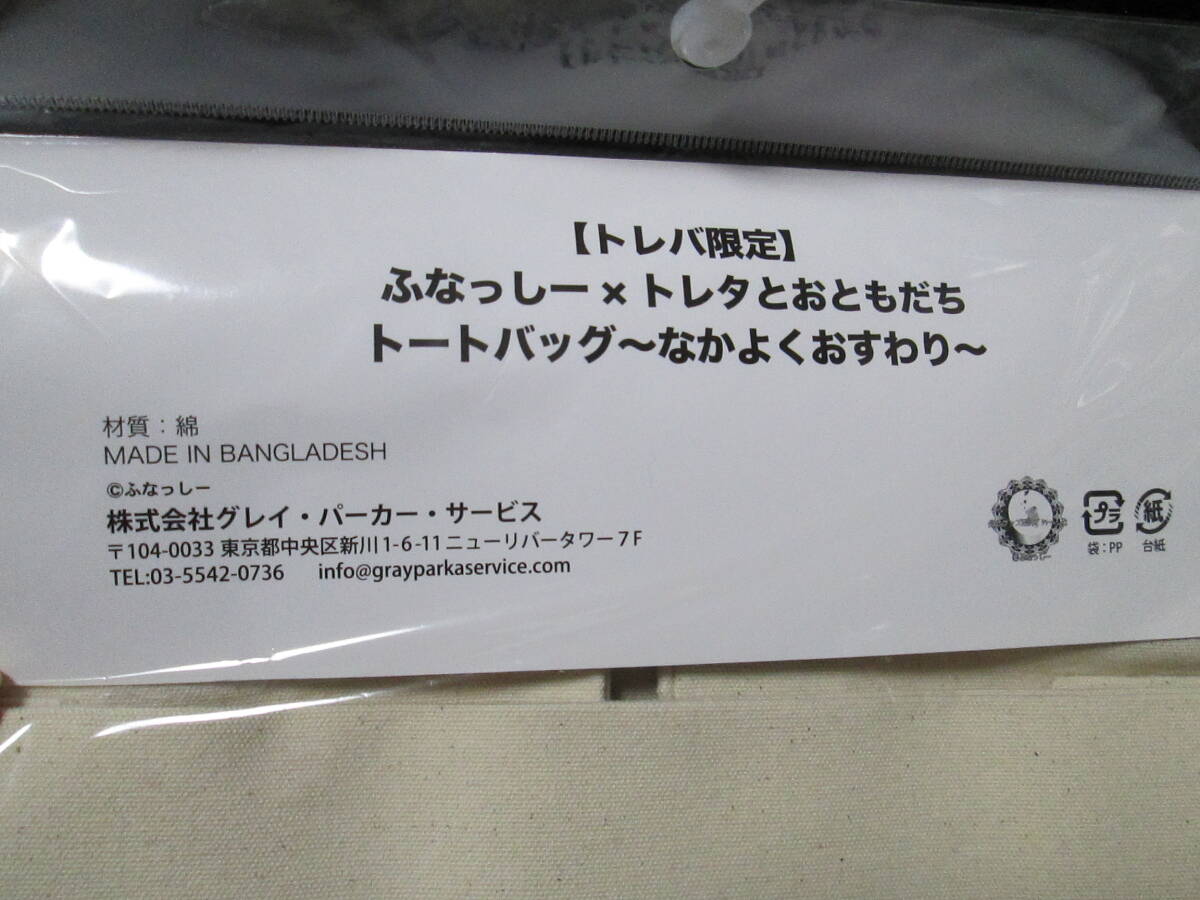 【トレバ限定】
ふなっしー×トレタとおともだち
トートバッグ～なかよくおすわり～
材質：綿
MADE IN BANGLADESH
©ふなっしー
株式会社グレイ・パーカー・サービス
〒104-0033 東京都中央区新川1-6-11ニューリバータワー7F
TEL:03-5542-0736 info@grayparkaservice.com
プラ 紙
袋：PP 台紙